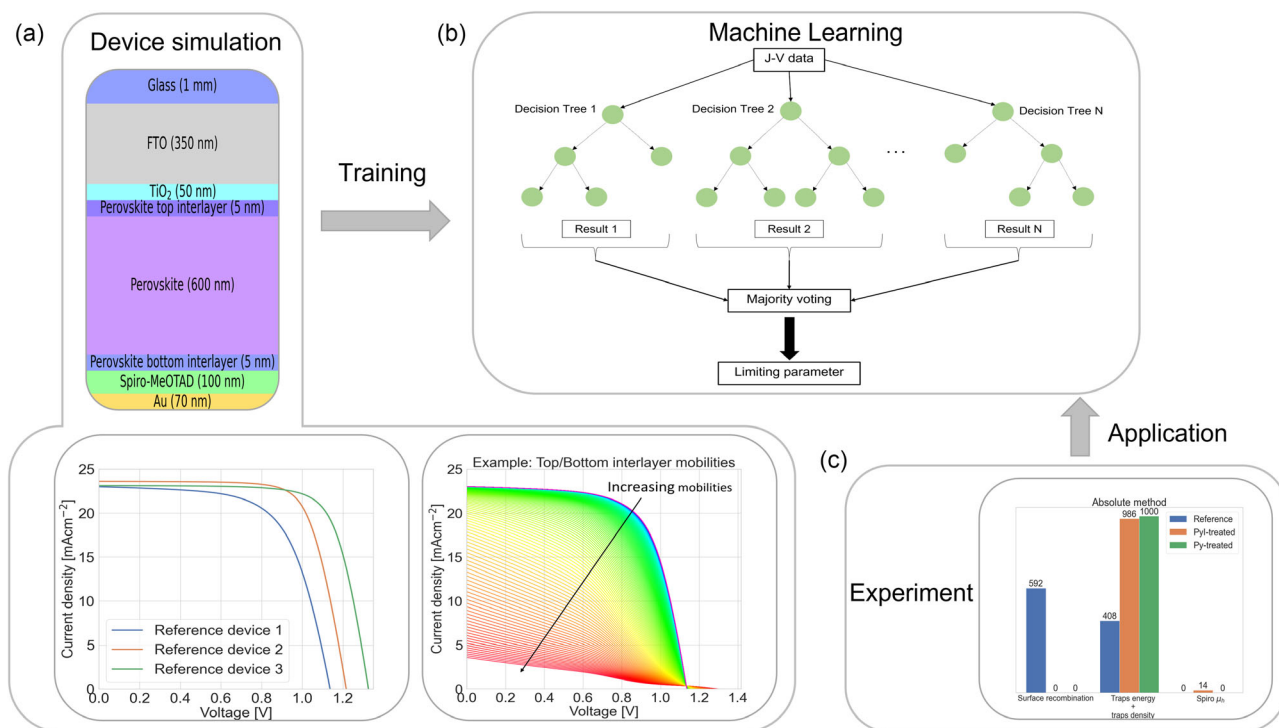 (a)
Device simulation
Glass (1 mm)
FTO (350 nm)
TiO₂ (50 nm)
Perovskite top interlayer (5 nm)
Perovskite (600 nm)
Perovskite bottom interlayer (5 nm)
Spiro-MeOTAD (100 nm)
Au (70 nm)
Training
(b)
Machine Learning
J-V data
Decision Tree 1
Decision Tree 2
Decision Tree N
...
Result 1
Result 2
Result N
Majority voting
Limiting parameter
25
20
15
10
5
0
Current density [mAcm⁻²]
Reference device 1
Reference device 2
Reference device 3
0.0 0.2 0.4 0.6 0.8 1.0 1.2
Voltage [V]
Example: Top/Bottom interlayer mobilities
Increasing mobilities
25
20
15
10
5
0
Current density [mAcm⁻²]
0.0 0.2 0.4 0.6 0.8 1.0 1.2 1.4
Voltage [V]
Application
(c)
Experiment
Absolute method
Reference
PyI-treated
Py-treated
592
0 0
408
986
1000
0
14
0
Surface recombination
Traps energy
+
traps density
Spiro μₕ